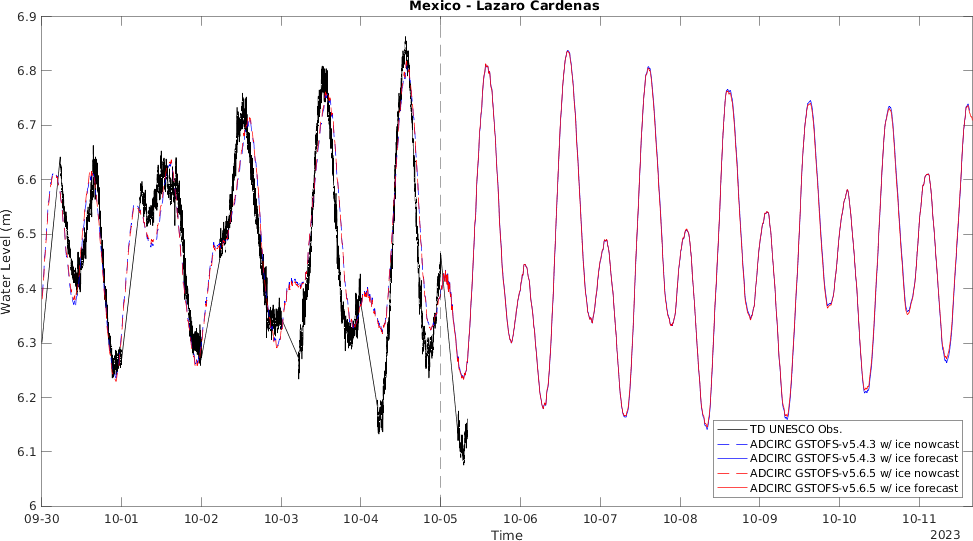 Mexico - Lazaro Cardenas
6.9
6.8
6.7
6.6
6.5
6.4
6.3
6.2
6.1
6
Water Level (m)
09-30
10-01
10-02
10-03
10-04
10-05
10-06
10-07
10-08
10-09
10-10
10-11
Time
2023
TD UNESCO Obs.
ADCIRC GSTOFS-v5.4.3 w/ ice nowcast
ADCIRC GSTOFS-v5.4.3 w/ ice forecast
ADCIRC GSTOFS-v5.6.5 w/ ice nowcast
ADCIRC GSTOFS-v5.6.5 w/ ice forecast